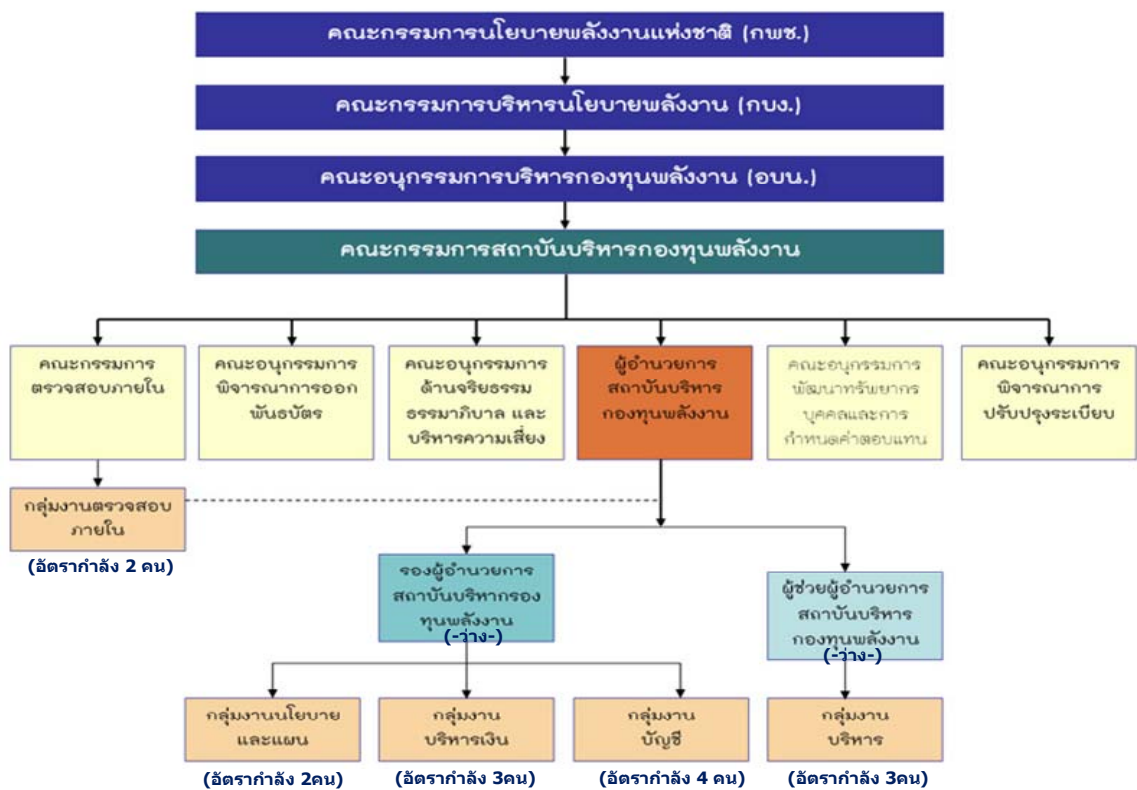 คณะกรรมการนโยบายพลังงานแห่งชาติ (กพช.)
คณะกรรมการบริหารนโยบายพลังงาน (กบง.)
คณะอนุกรรมการบริหารกองทุนพลังงาน (อบน.)
คณะกรรมการสถาบันบริหารกองทุนพลังงาน
คณะกรรมการ
ตรวจสอบภายใน
คณะอนุกรรมการ
พิจารณาการออก
พันธบัตร
คณะอนุกรรมการ
ด้านจริยธรรม
ธรรมาภิบาล และ
บริหารความเสี่ยง
ผู้อำนวยการ
สถาบันบริหาร
กองทุนพลังงาน
คณะอนุกรรมการ
พัฒนาทรัพยากร
บุคคลและการ
กำหนดค่าตอบแทน
คณะอนุกรรมการ
พิจารณาการ
ปรับปรุงระเบียบ
กลุ่มงานตรวจสอบ
ภายใน
(อัตรากำลัง 2 คน)
รองผู้อำนวยการ
สถาบันบริหากรอง
ทุนพลังงาน
(-ว่าง-)
ผู้ช่วยผู้อำนวยการ
สถาบันบริหาร
กองทุนพลังงาน
(-ว่าง-)
กลุ่มงานนโยบาย
และแผน
(อัตรากำลัง 2คน)
กลุ่มงาน
บริหารเงิน
(อัตรากำลัง 3คน)
กลุ่มงาน
บัญชี
(อัตรากำลัง 4 คน)
กลุ่มงาน
บริหาร
(อัตรากำลัง 3คน)